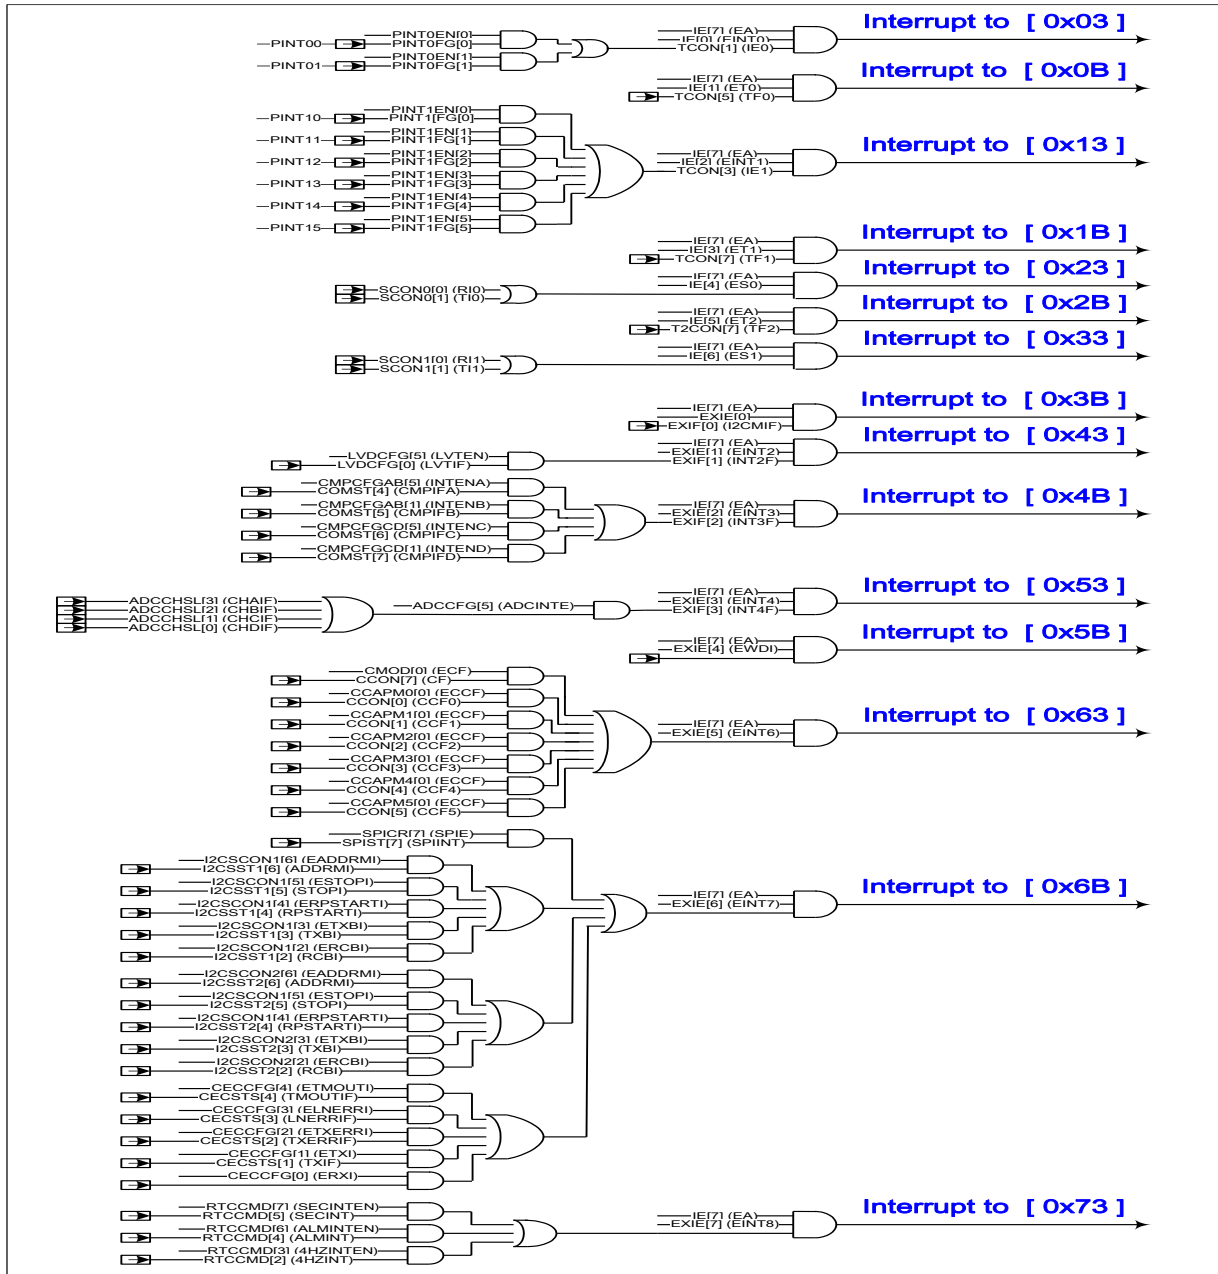 PINT00
PINT0EN[0]
PINT0FG[0]
PINT01
PINT0EN[1]
PINT0FG[1]
IE[7] (EA)
IE[0] (EINT0)
TCON[1] (IE0)
Interrupt to [ 0x03 ]
IE[7] (EA)
IE[1] (ET0)
TCON[5] (TF0)
Interrupt to [ 0x0B ]
PINT10
PINT1EN[0]
PINT1[FG[0]
PINT11
PINT1EN[1]
PINT1FG[1]
PINT12
PINT1EN[2]
PINT1FG[2]
PINT13
PINT1EN[3]
PINT1FG[3]
PINT14
PINT1EN[4]
PINT1FG[4]
PINT15
PINT1EN[5]
PINT1FG[5]
IE[7] (EA)
IE[2] (EINT1)
TCON[3] (IE1)
Interrupt to [ 0x13 ]
IE[7] (EA)
IE[3] (ET1)
TCON[7] (TF1)
Interrupt to [ 0x1B ]
SCON0[0] (RI0)
SCON0[1] (TI0)
IE[7] (EA)
IE[4] (ES0)
Interrupt to [ 0x23 ]
IE[7] (EA)
IE[5] (ET2)
T2CON[7] (TF2)
Interrupt to [ 0x2B ]
SCON1[0] (RI1)
SCON1[1] (TI1)
IE[7] (EA)
IE[6] (ES1)
Interrupt to [ 0x33 ]
IE[7] (EA)
EXIE[0]
EXIF[0] (I2CMIF)
Interrupt to [ 0x3B ]
LVDCFG[5] (LVTEN)
LVDCFG[0] (LVTIF)
IE[7] (EA)
EXIE[1] (EINT2)
EXIF[1] (INT2F)
Interrupt to [ 0x43 ]
CMPCFGAB[5] (INTENA)
COMST[4] (CMPIFA)
CMPCFGAB[1] (INTENB)
COMST[5] (CMPIFB)
CMPCFGCD[5] (INTENC)
COMST[6] (CMPIFC)
CMPCFGCD[1] (INTEND)
COMST[7] (CMPIFD)
IE[7] (EA)
EXIE[2] (EINT3)
EXIF[2] (INT3F)
Interrupt to [ 0x4B ]
ADCCHSL[3] (CHAIF)
ADCCHSL[2] (CHBIF)
ADCCHSL[1] (CHCIF)
ADCCHSL[0] (CHDIF)
ADCCFG[5] (ADCINTE)
IE[7] (EA)
EXIE[3] (EINT4)
EXIF[3] (INT4F)
Interrupt to [ 0x53 ]
IE[7] (EA)
EXIE[4] (EWDI)
Interrupt to [ 0x5B ]
CMOD[0] (ECF)
CCON[7] (CF)
CCAPM0[0] (ECCF)
CCON[0] (CCF0)
CCAPM1[0] (ECCF)
CCON[1] (CCF1)
CCAPM2[0] (ECCF)
CCON[2] (CCF2)
CCAPM3[0] (ECCF)
CCON[3] (CCF3)
CCAPM4[0] (ECCF)
CCON[4] (CCF4)
CCAPM5[0] (ECCF)
CCON[5] (CCF5)
IE[7] (EA)
EXIE[5] (EINT6)
Interrupt to [ 0x63 ]
SPICR[7] (SPIE)
SPIST[7] (SPIINT)
I2CSCON1[6] (EADDRMI)
I2CSST1[6] (ADDRMI)
I2CSCON1[5] (ESTOPI)
I2CSST1[5] (STOPI)
I2CSCON1[4] (ERPSTARTI)
I2CSST1[4] (RPSTARTI)
I2CSCON1[3] (ETXBI)
I2CSST1[3] (TXBI)
I2CSCON1[2] (ERCBI)
I2CSST1[2] (RCBI)
IE[7] (EA)
EXIE[6] (EINT7)
Interrupt to [ 0x6B ]
I2CSCON2[6] (EADDRMI)
I2CSST2[6] (ADDRMI)
I2CSCON1[5] (ESTOPI)
I2CSST2[5] (STOPI)
I2CSCON1[4] (ERPSTARTI)
I2CSST2[4] (RPSTARTI)
I2CSCON2[3] (ETXBI)
I2CSST2[3] (TXBI)
I2CSCON2[2] (ERCBI)
I2CSST2[2] (RCBI)
CECCFG[4] (ETMOUTI)
CECSTS[4] (TMOUTIF)
CECCFG[3] (ELNERRI)
CECSTS[3] (LNERRIF)
CECCFG[2] (ETXERRI)
CECSTS[2] (TXERRIF)
CECCFG[1] (ETXI)
CECSTS[1] (TXIF)
CECCFG[0] (ERXI)
RTCCMD[7] (SECINTEN)
RTCCMD[5] (SECINT)
RTCCMD[6] (ALMINTEN)
RTCCMD[4] (ALMINT)
RTCCMD[3] (4HZINTEN)
RTCCMD[2] (4HZINT)
IE[7] (EA)
EXIE[7] (EINT8)
Interrupt to [ 0x73 ]